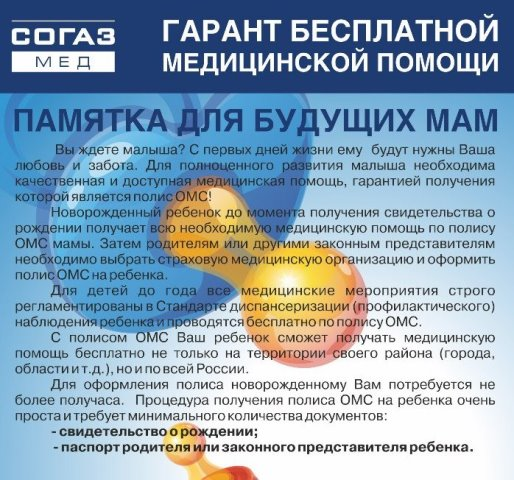 СОГАЗ
МЕД
ГАРАНТ БЕСПЛАТНОЙ
МЕДИЦИНСКОЙ ПОМОЩИ
ПАМЯТКА ДЛЯ БУДУЩИХ МАМ
Вы ждете малыша? С первых дней жизни ему будут нужны Ваша
любовь и забота. Для полноценного развития малыша необходима
качественная и доступная медицинская помощь, гарантией получения
которой является полис ОМС!
Новорожденный ребенок до момента получения свидетельства о
рождении получает всю необходимую медицинскую помощь по полису
ОМС мамы. Затем родителям или другими законным представителям
необходимо выбрать страховую медицинскую организацию и оформить
полис ОМС на ребенка.
Для детей до года все медицинские мероприятия строго
регламентированы в Стандарте диспансеризации (профилактического)
наблюдения ребенка и проводятся бесплатно по полису ОМС.
С полисом ОМС Ваш ребенок сможет получать медицинскую
помощь бесплатно не только на территории своего района (города,
области и т.д.), но и по всей России.
Для оформления полиса новорожденному Вам потребуется не
более получаса. Процедура получения полиса ОМС на ребенка очень
проста и требует минимального количества документов:
- свидетельство о рождении;
- паспорт родителя или законного представителя ребенка.